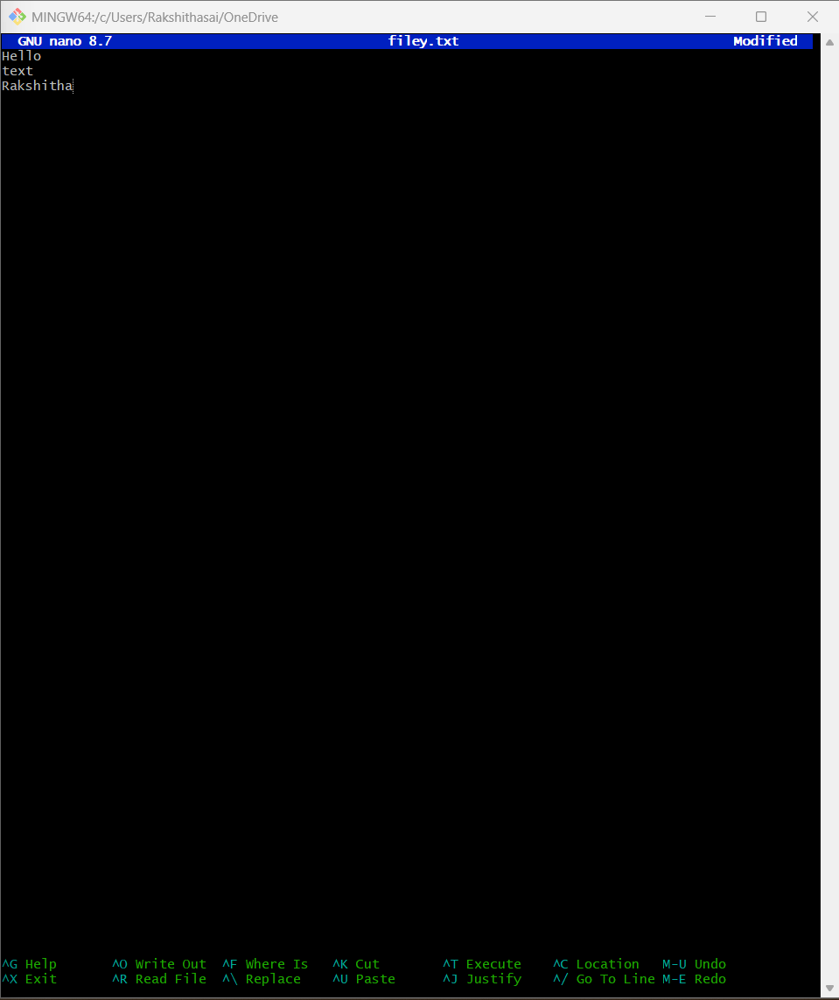 MINGW64:/c/Users/Rakshithasai/OneDrive
GNU nano 8.7 filey.txt Modified
Hello
text
Rakshitha
^G Help ^O Write Out ^F Where Is ^K Cut ^T Execute ^C Location M-U Undo
^X Exit ^R Read File ^\ Replace ^U Paste ^J Justify ^/ Go To Line M-E Redo